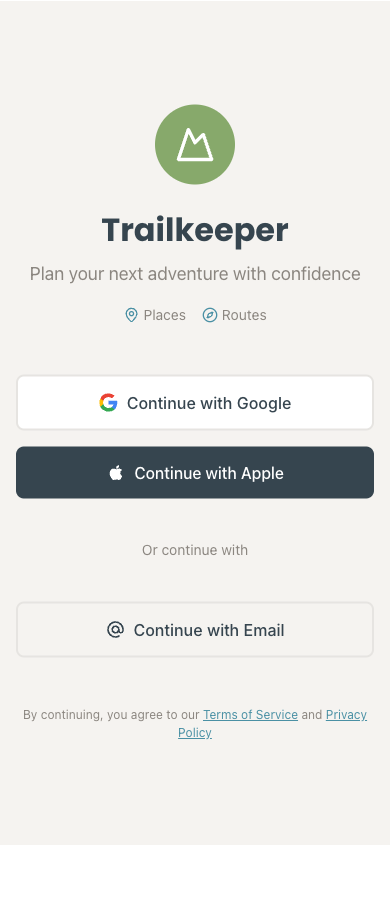 Trailkeeper
Plan your next adventure with confidence
Places Routes
Continue with Google
Continue with Apple
Or continue with
Continue with Email
By continuing, you agree to our Terms of Service and Privacy
Policy